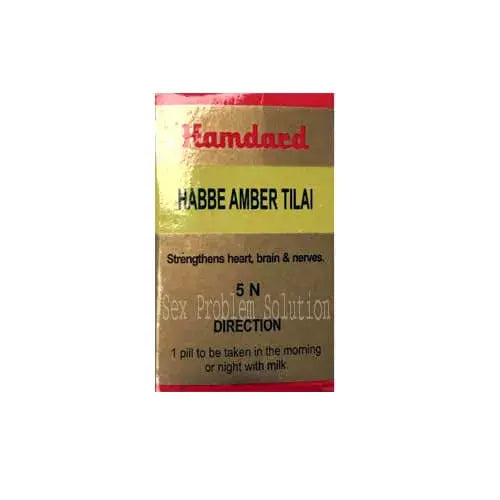 Hamdard
HABBE AMBER TILAI
Strengthens heart, brain & nerves.
5 N
Sex Problem Solution
DIRECTION
1 pill to be taken in the morning
or night with milk.